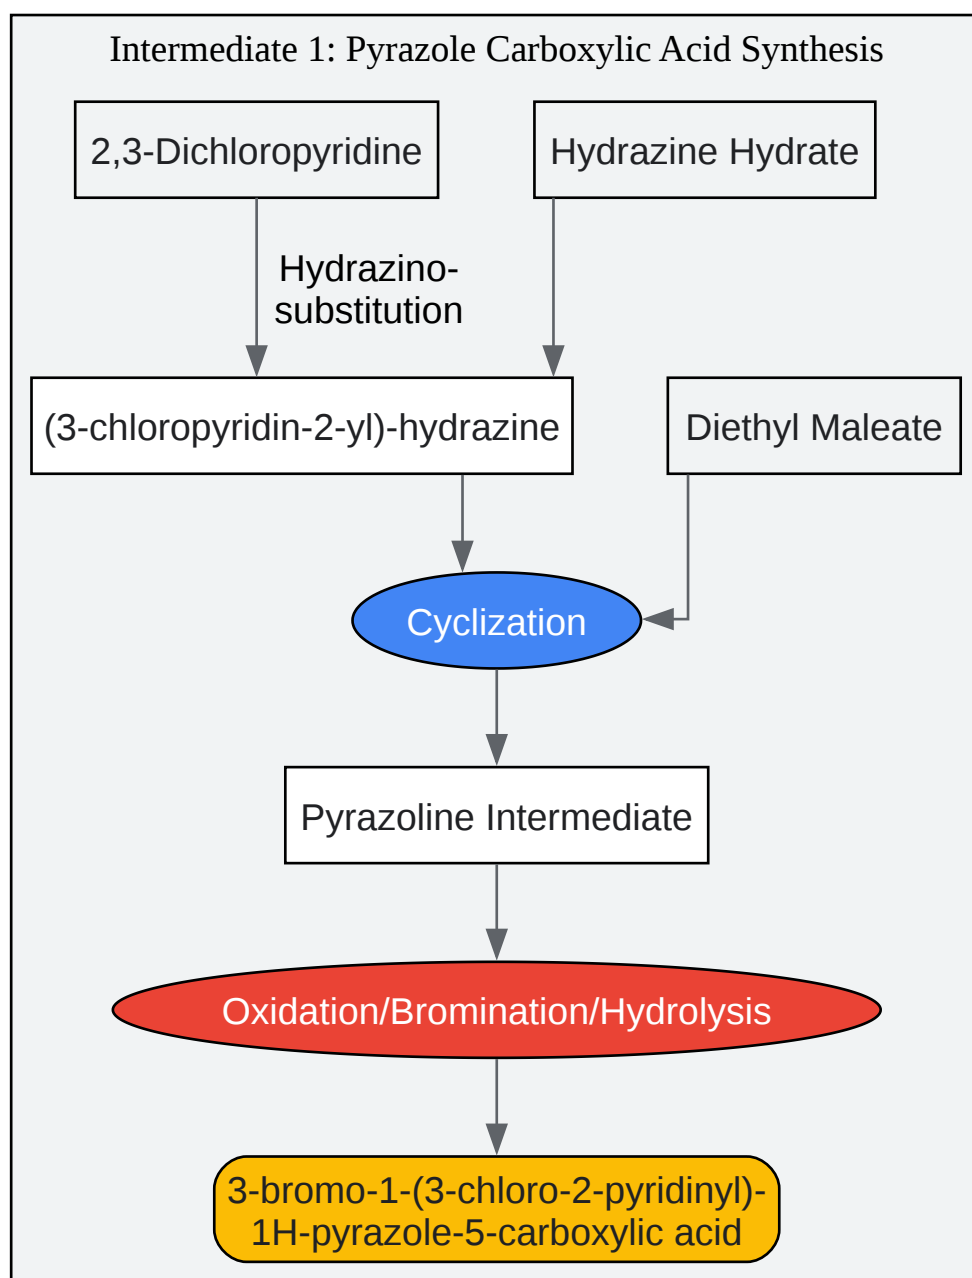 Intermediate 1: Pyrazole Carboxylic Acid Synthesis
2,3-Dichloropyridine
Hydrazine Hydrate
Hydrazino-
substitution
(3-chloropyridin-2-yl)-hydrazine
Diethyl Maleate
Cyclization
Pyrazoline Intermediate
Oxidation/Bromination/Hydrolysis
3-bromo-1-(3-chloro-2-pyridinyl)-
1H-pyrazole-5-carboxylic acid